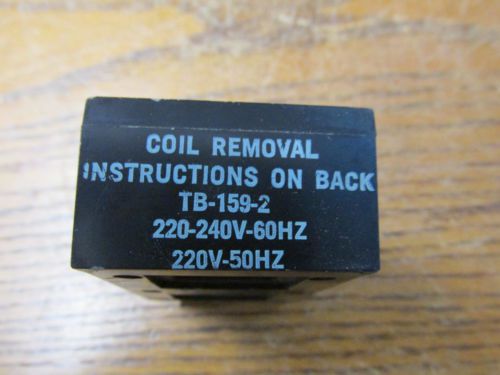 COIL REMOVAL
INSTRUCTIONS ON BACK
TB-159-2
220-240V-60HZ
220V-50HZ